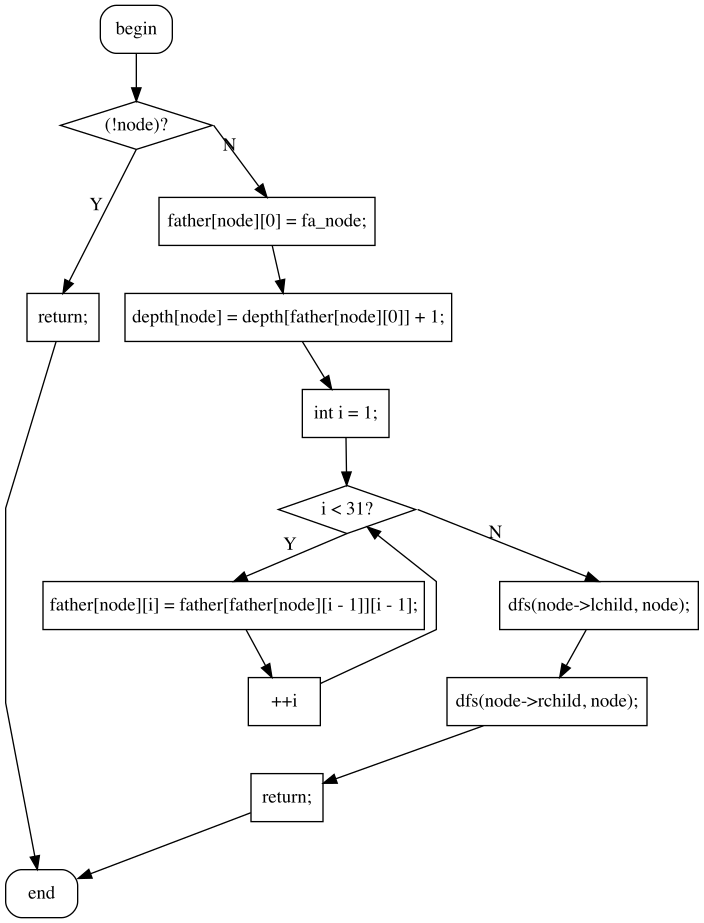 begin
(!node)?
N
Y
father[node][0] = fa_node;
return;
depth[node] = depth[father[node][0]] + 1;
int i = 1;
i < 31?
Y
N
father[node][i] = father[father[node][i - 1]][i - 1];
dfs(node->lchild, node);
++i
dfs(node->rchild, node);
return;
end